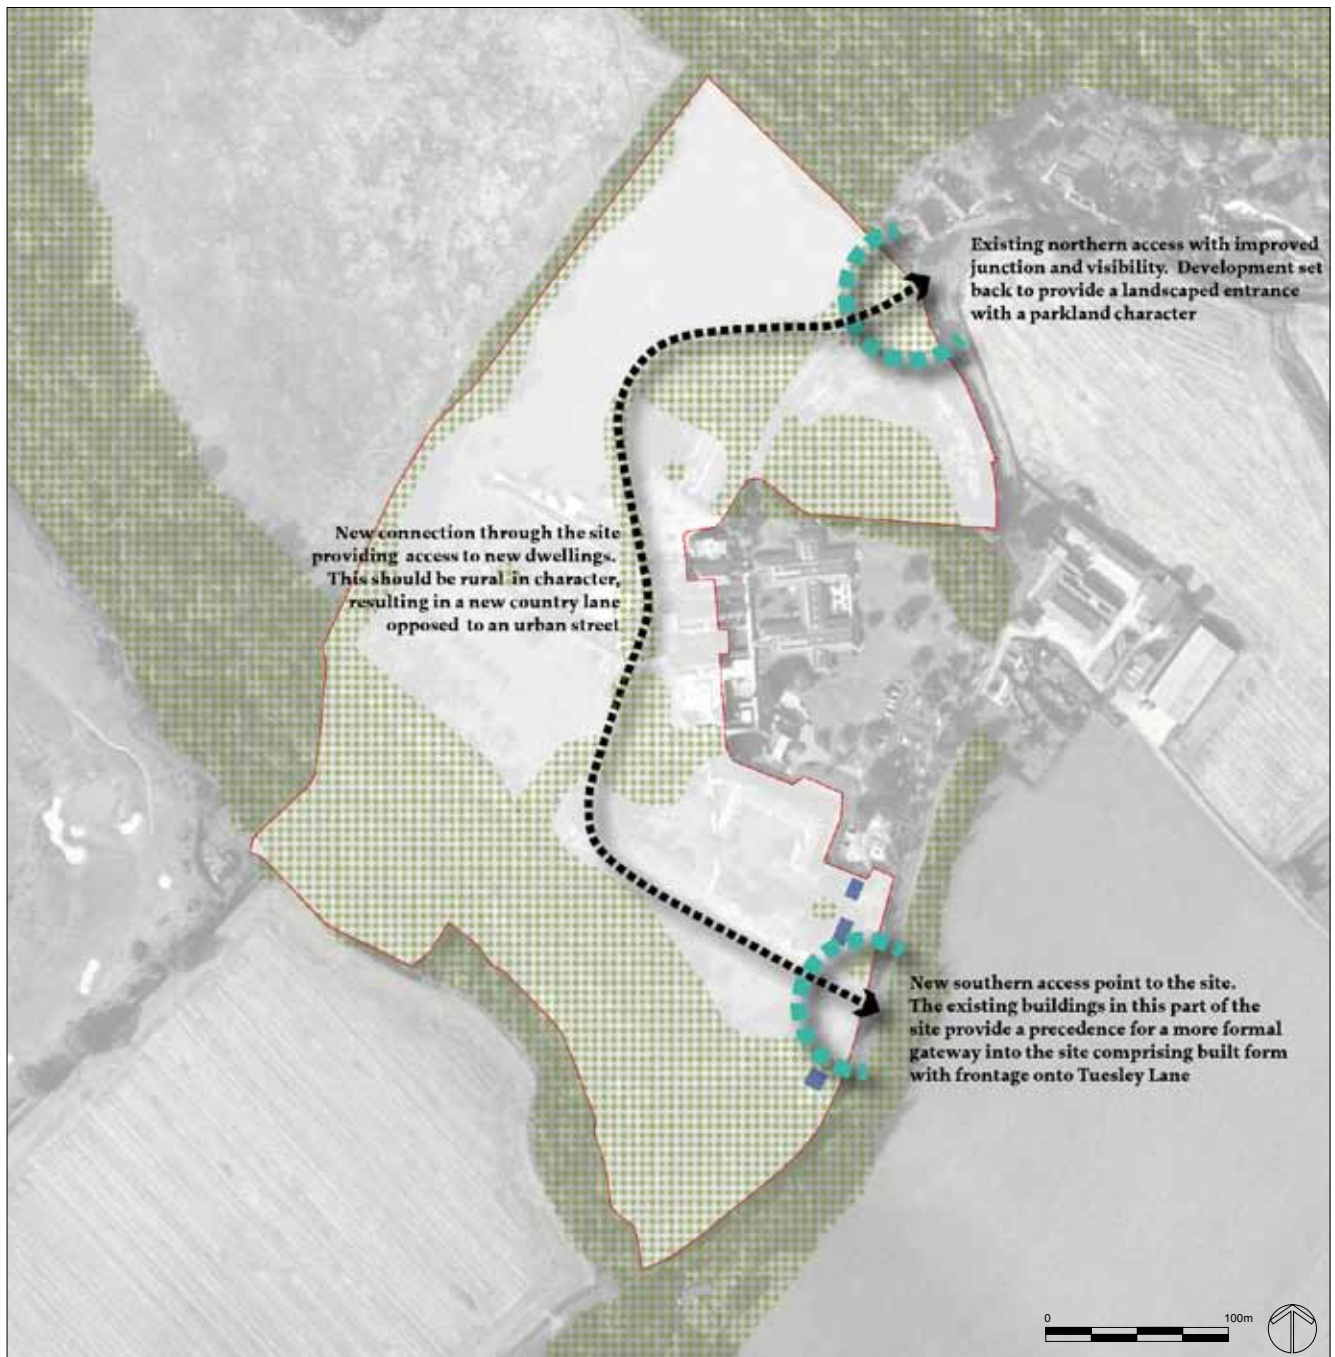 Existing northern access with improved
junction and visibility. Development set
back to provide a landscaped entrance
with a parkland character
New connection through the site
providing access to new dwellings.
This should be rural in character,
resulting in a new country lane
opposed to an urban street
New southern access point to the site.
The existing buildings in this part of the
site provide a precedence for a more formal
gateway into the site comprising built form
with frontage onto Tuesley Lane
0 100m